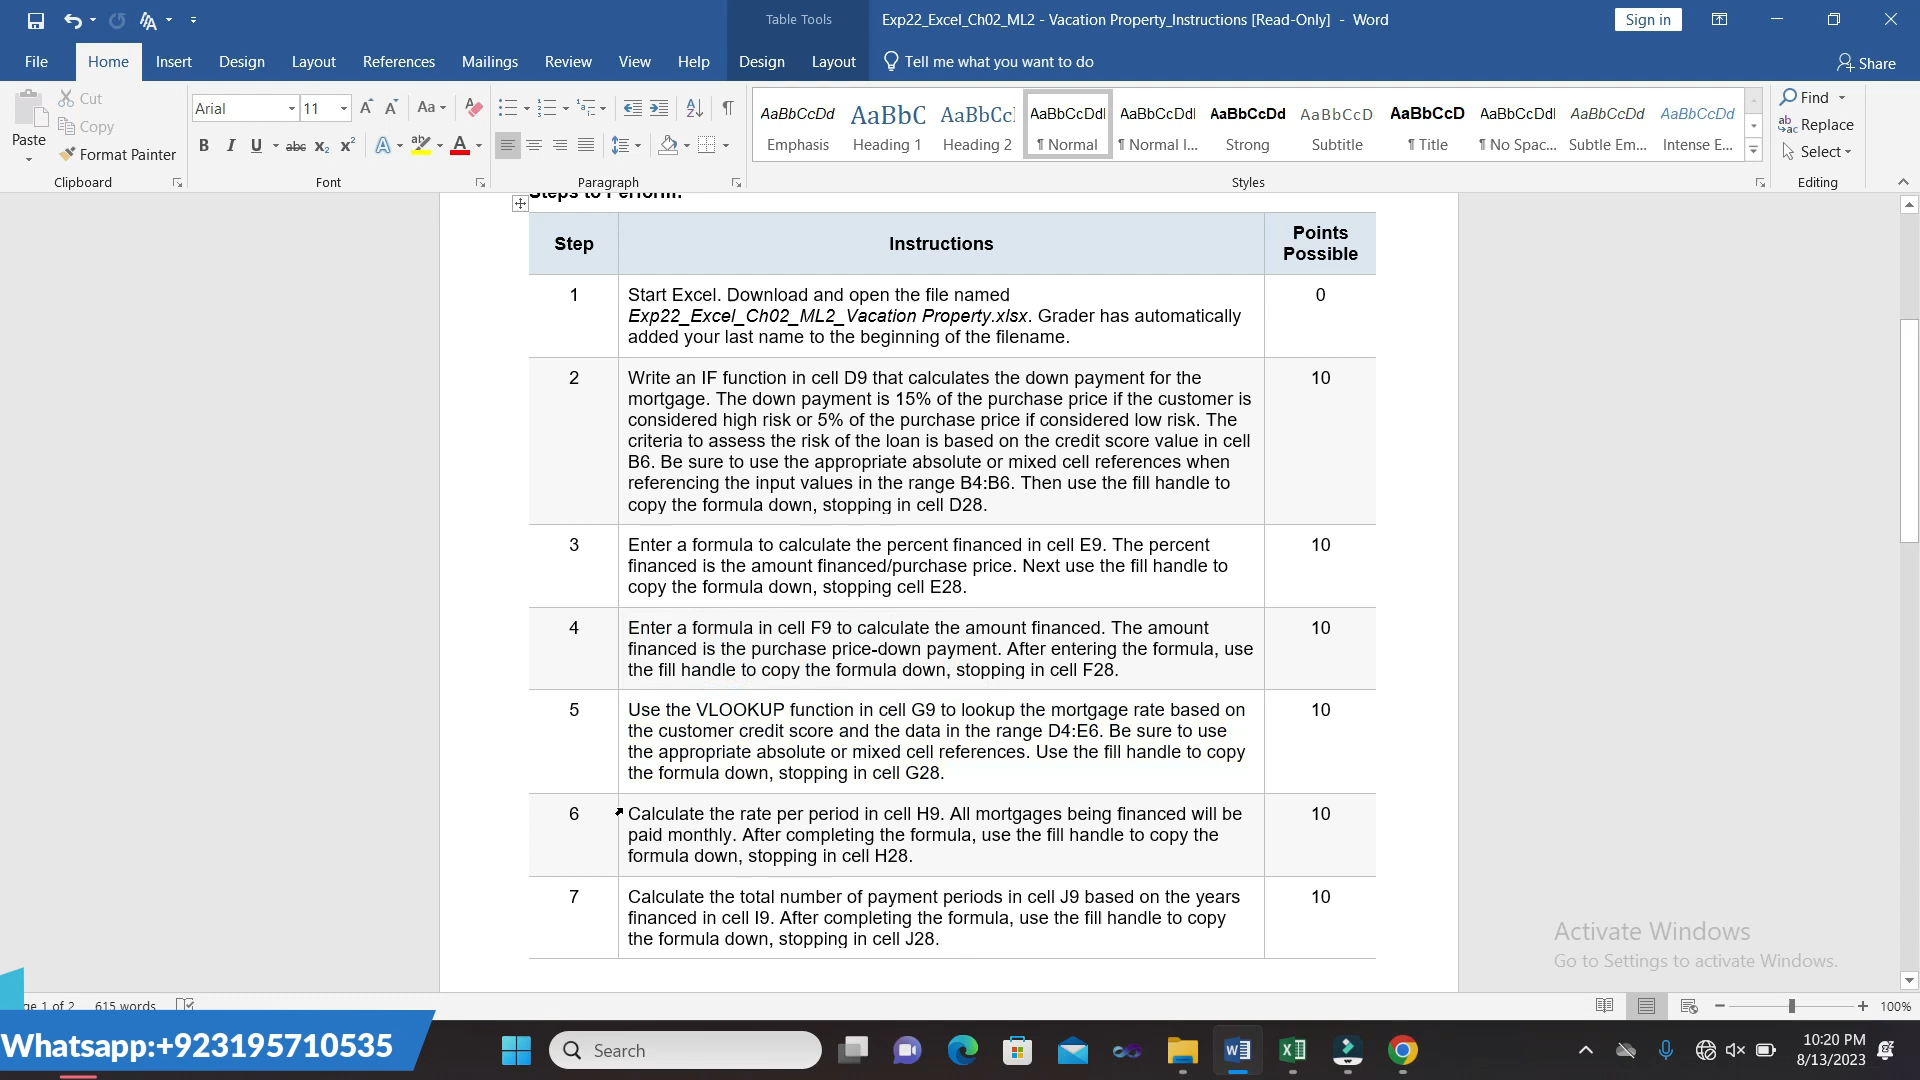 Table Tools
Exp22_Excel_Ch02_ML2 - Vacation Property_Instructions [Read-Only] - Word
Sign in
File
Home
Insert
Design
Layout
References
Mailings
Review
View
Help
Design
Layout
Tell me what you want to do
Share
Paste
Cut
Copy
Format Painter
Clipboard
Arial
11
Font
Paragraph
AaBbCcDd AaBbC AaBbCc AaBbCcDd AaBbCcDd AaBbCcDd AaBbCcD AaBbCcD AaBbCcDd AaBbCcDd AaBbCcDd
Emphasis Heading 1 Heading 2 ¶ Normal ¶ Normal I... Strong Subtitle ¶ Title ¶ No Spac... Subtle Em... Intense E...
Styles
Find
Replace
Select
Editing
Steps to Perform:
Step Instructions Points Possible
1
Start Excel. Download and open the file named
Exp22_Excel_Ch02_ML2_Vacation Property.xlsx. Grader has automatically
added your last name to the beginning of the filename.
0
2
Write an IF function in cell D9 that calculates the down payment for the
mortgage. The down payment is 15% of the purchase price if the customer is
considered high risk or 5% of the purchase price if considered low risk. The
criteria to assess the risk of the loan is based on the credit score value in cell
B6. Be sure to use the appropriate absolute or mixed cell references when
referencing the input values in the range B4:B6. Then use the fill handle to
copy the formula down, stopping in cell D28.
10
3
Enter a formula to calculate the percent financed in cell E9. The percent
financed is the amount financed/purchase price. Next use the fill handle to
copy the formula down, stopping cell E28.
10
4
Enter a formula in cell F9 to calculate the amount financed. The amount
financed is the purchase price-down payment. After entering the formula, use
the fill handle to copy the formula down, stopping in cell F28.
10
5
Use the VLOOKUP function in cell G9 to lookup the mortgage rate based on
the customer credit score and the data in the range D4:E6. Be sure to use
the appropriate absolute or mixed cell references. Use the fill handle to copy
the formula down, stopping in cell G28.
10
6
Calculate the rate per period in cell H9. All mortgages being financed will be
paid monthly. After completing the formula, use the fill handle to copy the
formula down, stopping in cell H28.
10
7
Calculate the total number of payment periods in cell J9 based on the years
financed in cell I9. After completing the formula, use the fill handle to copy
the formula down, stopping in cell J28.
10
Activate Windows
Go to Settings to activate Windows.
ge 1 of 2 615 words
100%
Whatsapp:+923195710535
Search
10:20 PM
8/13/2023